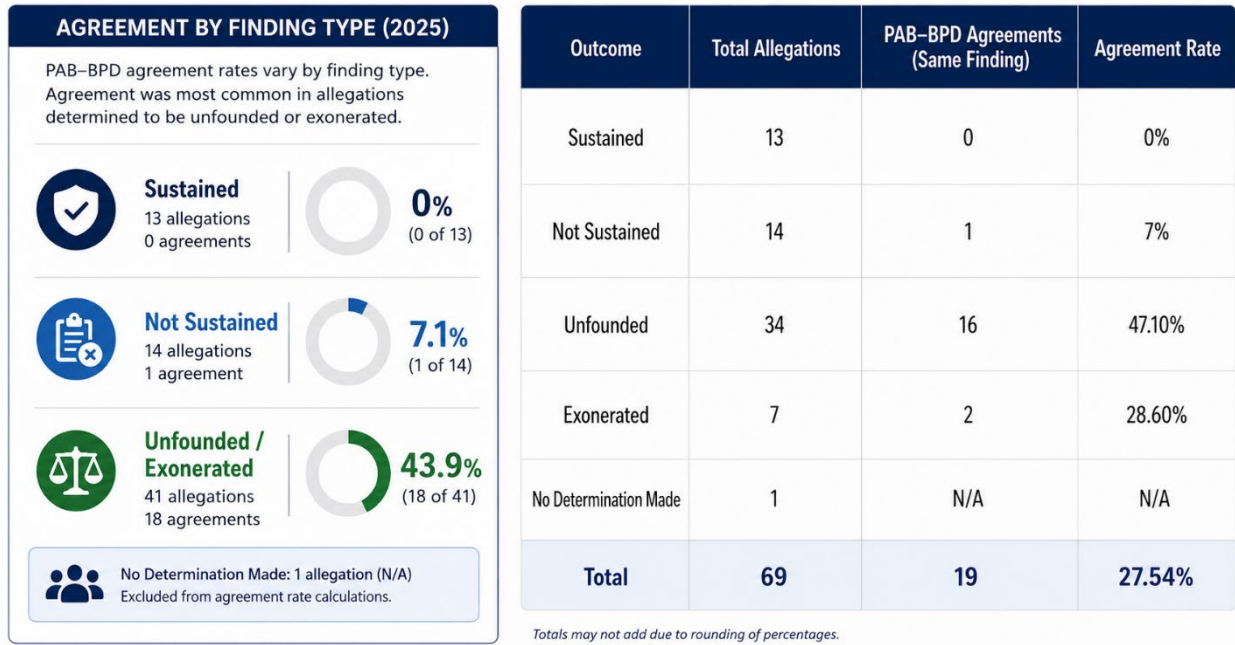 AGREEMENT BY FINDING TYPE (2025)
PAB–BPD agreement rates vary by finding type.
Agreement was most common in allegations
determined to be unfounded or exonerated.
Sustained
13 allegations
0 agreements
0%
(0 of 13)
Not Sustained
14 allegations
1 agreement
7.1%
(1 of 14)
Unfounded /
Exonerated
41 allegations
18 agreements
43.9%
(18 of 41)
No Determination Made: 1 allegation (N/A)
Excluded from agreement rate calculations.
Outcome Total Allegations PAB–BPD Agreements (Same Finding) Agreement Rate
Sustained 13 0 0%
Not Sustained 14 1 7%
Unfounded 34 16 47.10%
Exonerated 7 2 28.60%
No Determination Made 1 N/A N/A
Total 69 19 27.54%
Totals may not add due to rounding of percentages.